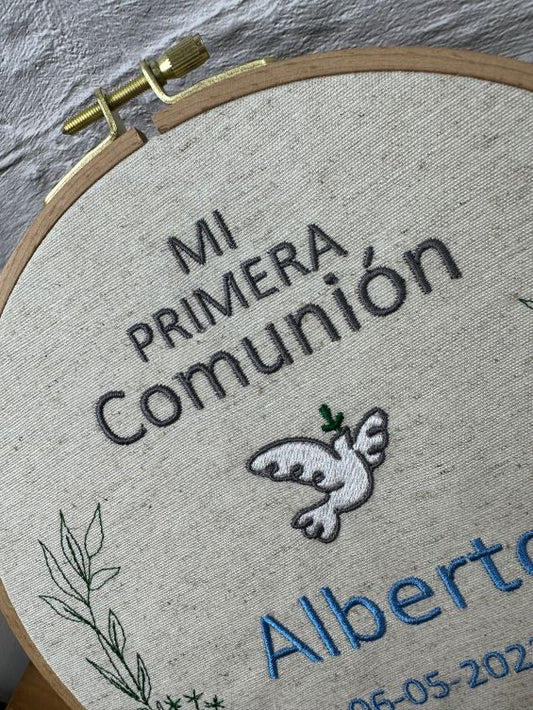 MI
PRIMERA
Comunión
Alberto
06-05-202